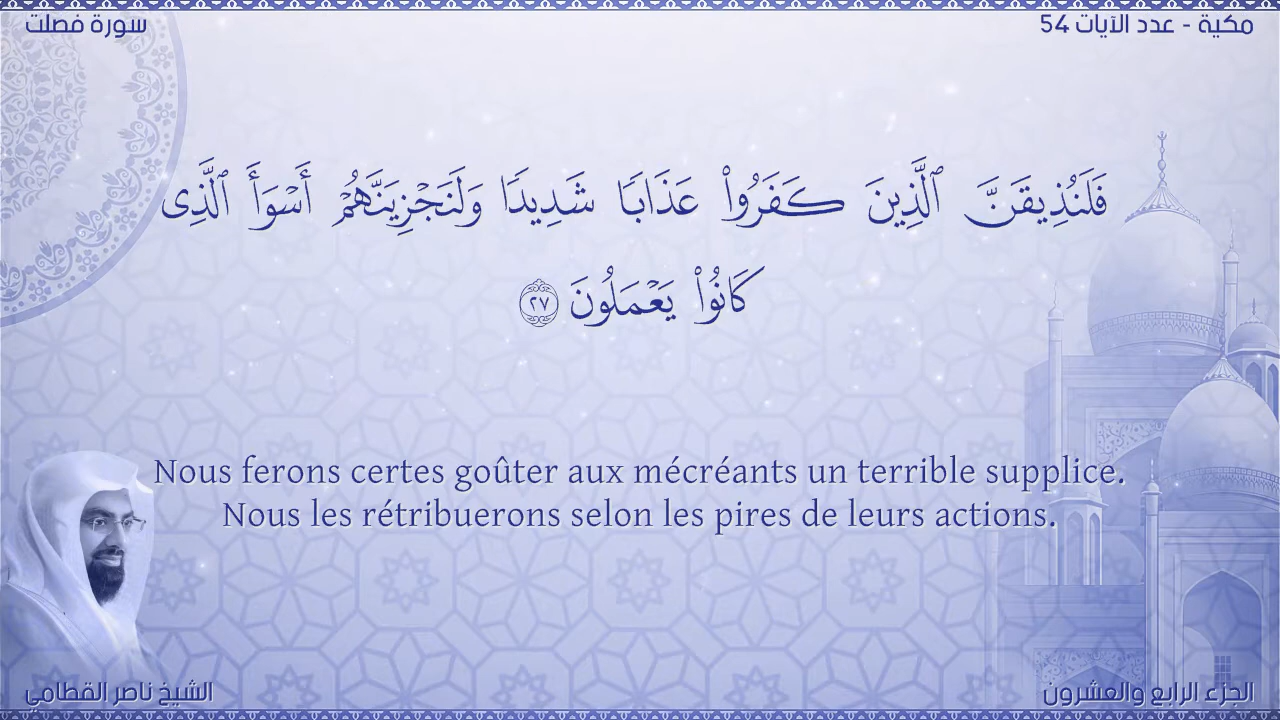 سورة فصلت
مكية - عدد الآيات 54
فَلَنُذِيقَنَّ ٱلَّذِينَ كَفَرُوا۟ عَذَابًا شَدِيدًا وَلَنَجْزِيَنَّهُمْ أَسْوَأَ ٱلَّذِى
كَانُوا۟ يَعْمَلُونَ ٢٧
Nous ferons certes goûter aux mécréants un terrible supplice.
Nous les rétribuerons selon les pires de leurs actions.
الشيخ ناصر القطامي
الجزء الرابع والعشرون